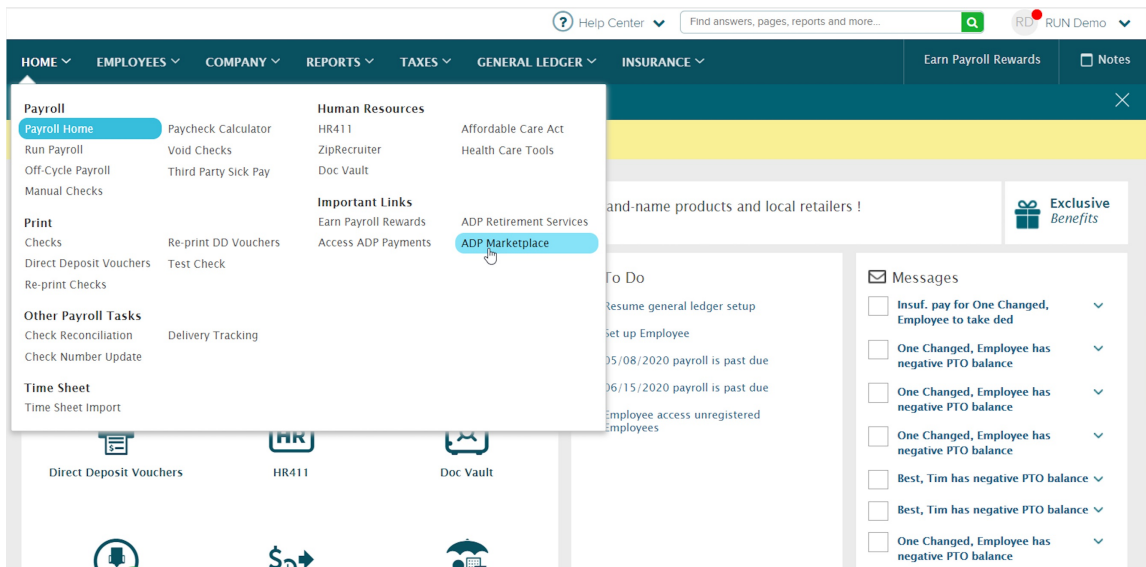 Help Center
Find answers, pages, reports and more...
RD
RUN Demo
HOME
EMPLOYEES
COMPANY
REPORTS
TAXES
GENERAL LEDGER
INSURANCE
Earn Payroll Rewards
Notes
Payroll
Payroll Home
Paycheck Calculator
Run Payroll
Void Checks
Off-Cycle Payroll
Third Party Sick Pay
Manual Checks
Print
Checks
Re-print DD Vouchers
Direct Deposit Vouchers
Test Check
Re-print Checks
Other Payroll Tasks
Check Reconciliation
Delivery Tracking
Check Number Update
Time Sheet
Time Sheet Import
Human Resources
HR411
Affordable Care Act
ZipRecruiter
Health Care Tools
Doc Vault
Important Links
Earn Payroll Rewards
ADP Retirement Services
Access ADP Payments
ADP Marketplace
and-name products and local retailers !
Exclusive
Benefits
To Do
Resume general ledger setup
Set up Employee
05/08/2020 payroll is past due
06/15/2020 payroll is past due
Employee access unregistered
Employees
Messages
Insuf. pay for One Changed,
Employee to take ded
One Changed, Employee has
negative PTO balance
One Changed, Employee has
negative PTO balance
One Changed, Employee has
negative PTO balance
Best, Tim has negative PTO balance
Best, Tim has negative PTO balance
One Changed, Employee has
negative PTO balance
HR
Direct Deposit Vouchers
HR411
Doc Vault